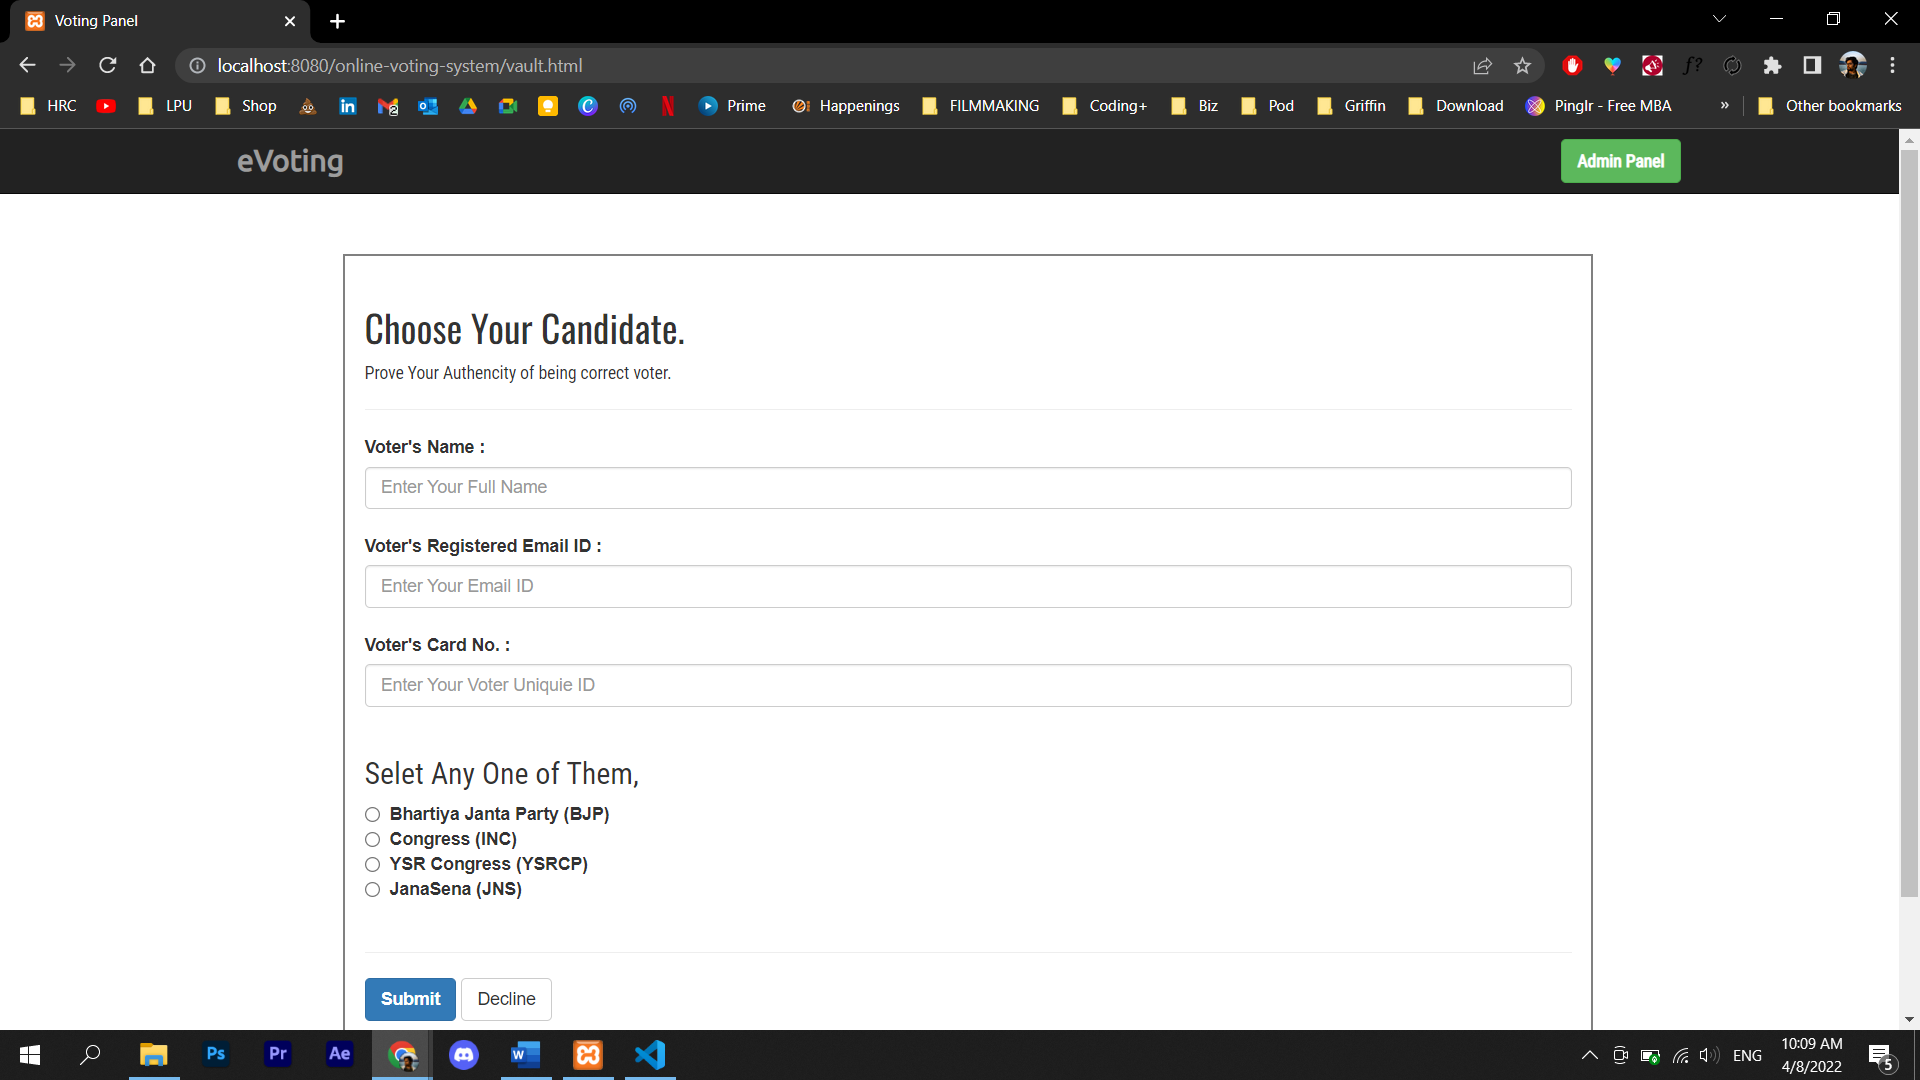 Voting Panel
localhost:8080/online-voting-system/vault.html
HRC LPU Shop Prime Happenings FILMMAKING Coding+ Biz Pod Griffin Download Pinglr - Free MBA » Other bookmarks
eVoting
Admin Panel
Choose Your Candidate.
Prove Your Authencity of being correct voter.
Voter's Name :
Enter Your Full Name
Voter's Registered Email ID :
Enter Your Email ID
Voter's Card No. :
Enter Your Voter Uniquie ID
Selet Any One of Them,
Bhartiya Janta Party (BJP)
Congress (INC)
YSR Congress (YSRCP)
JanaSena (JNS)
Submit Decline
Ps Pr Ae W ENG
10:09 AM
4/8/2022
5